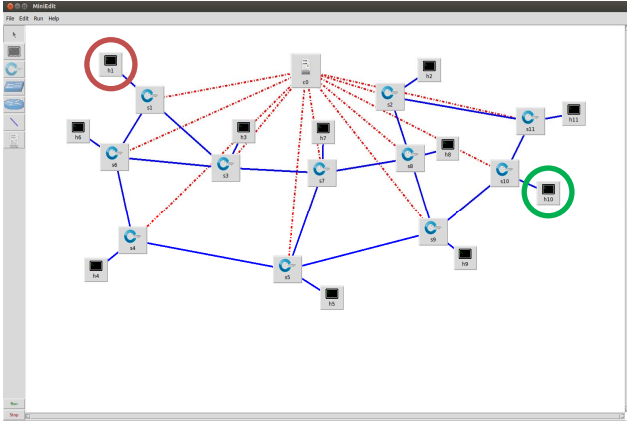 MiniEdit
File Edit Run Help
h1
c0
h2
s1
s2
h11
s11
h6
h3
h7
h8
s6
s3
s7
s8
s10
h10
s4
s9
h4
s5
h9
h5
Run
Stop